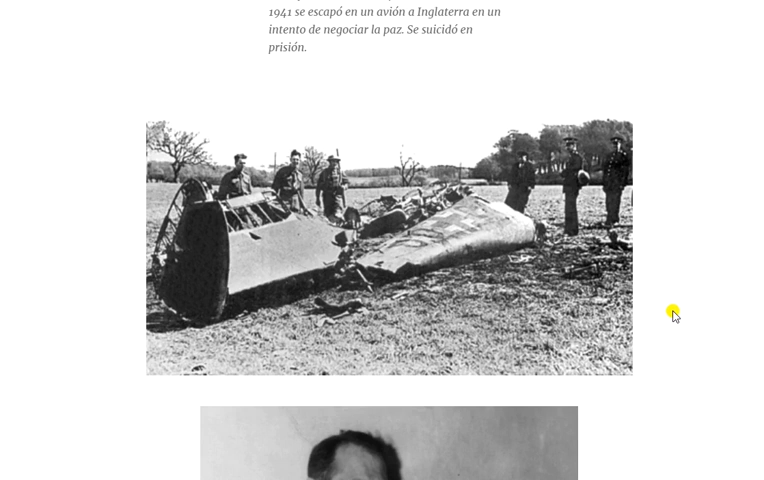 1941 se escapó en un avión a Inglaterra en un
intento de negociar la paz. Se suicidó en
prisión.